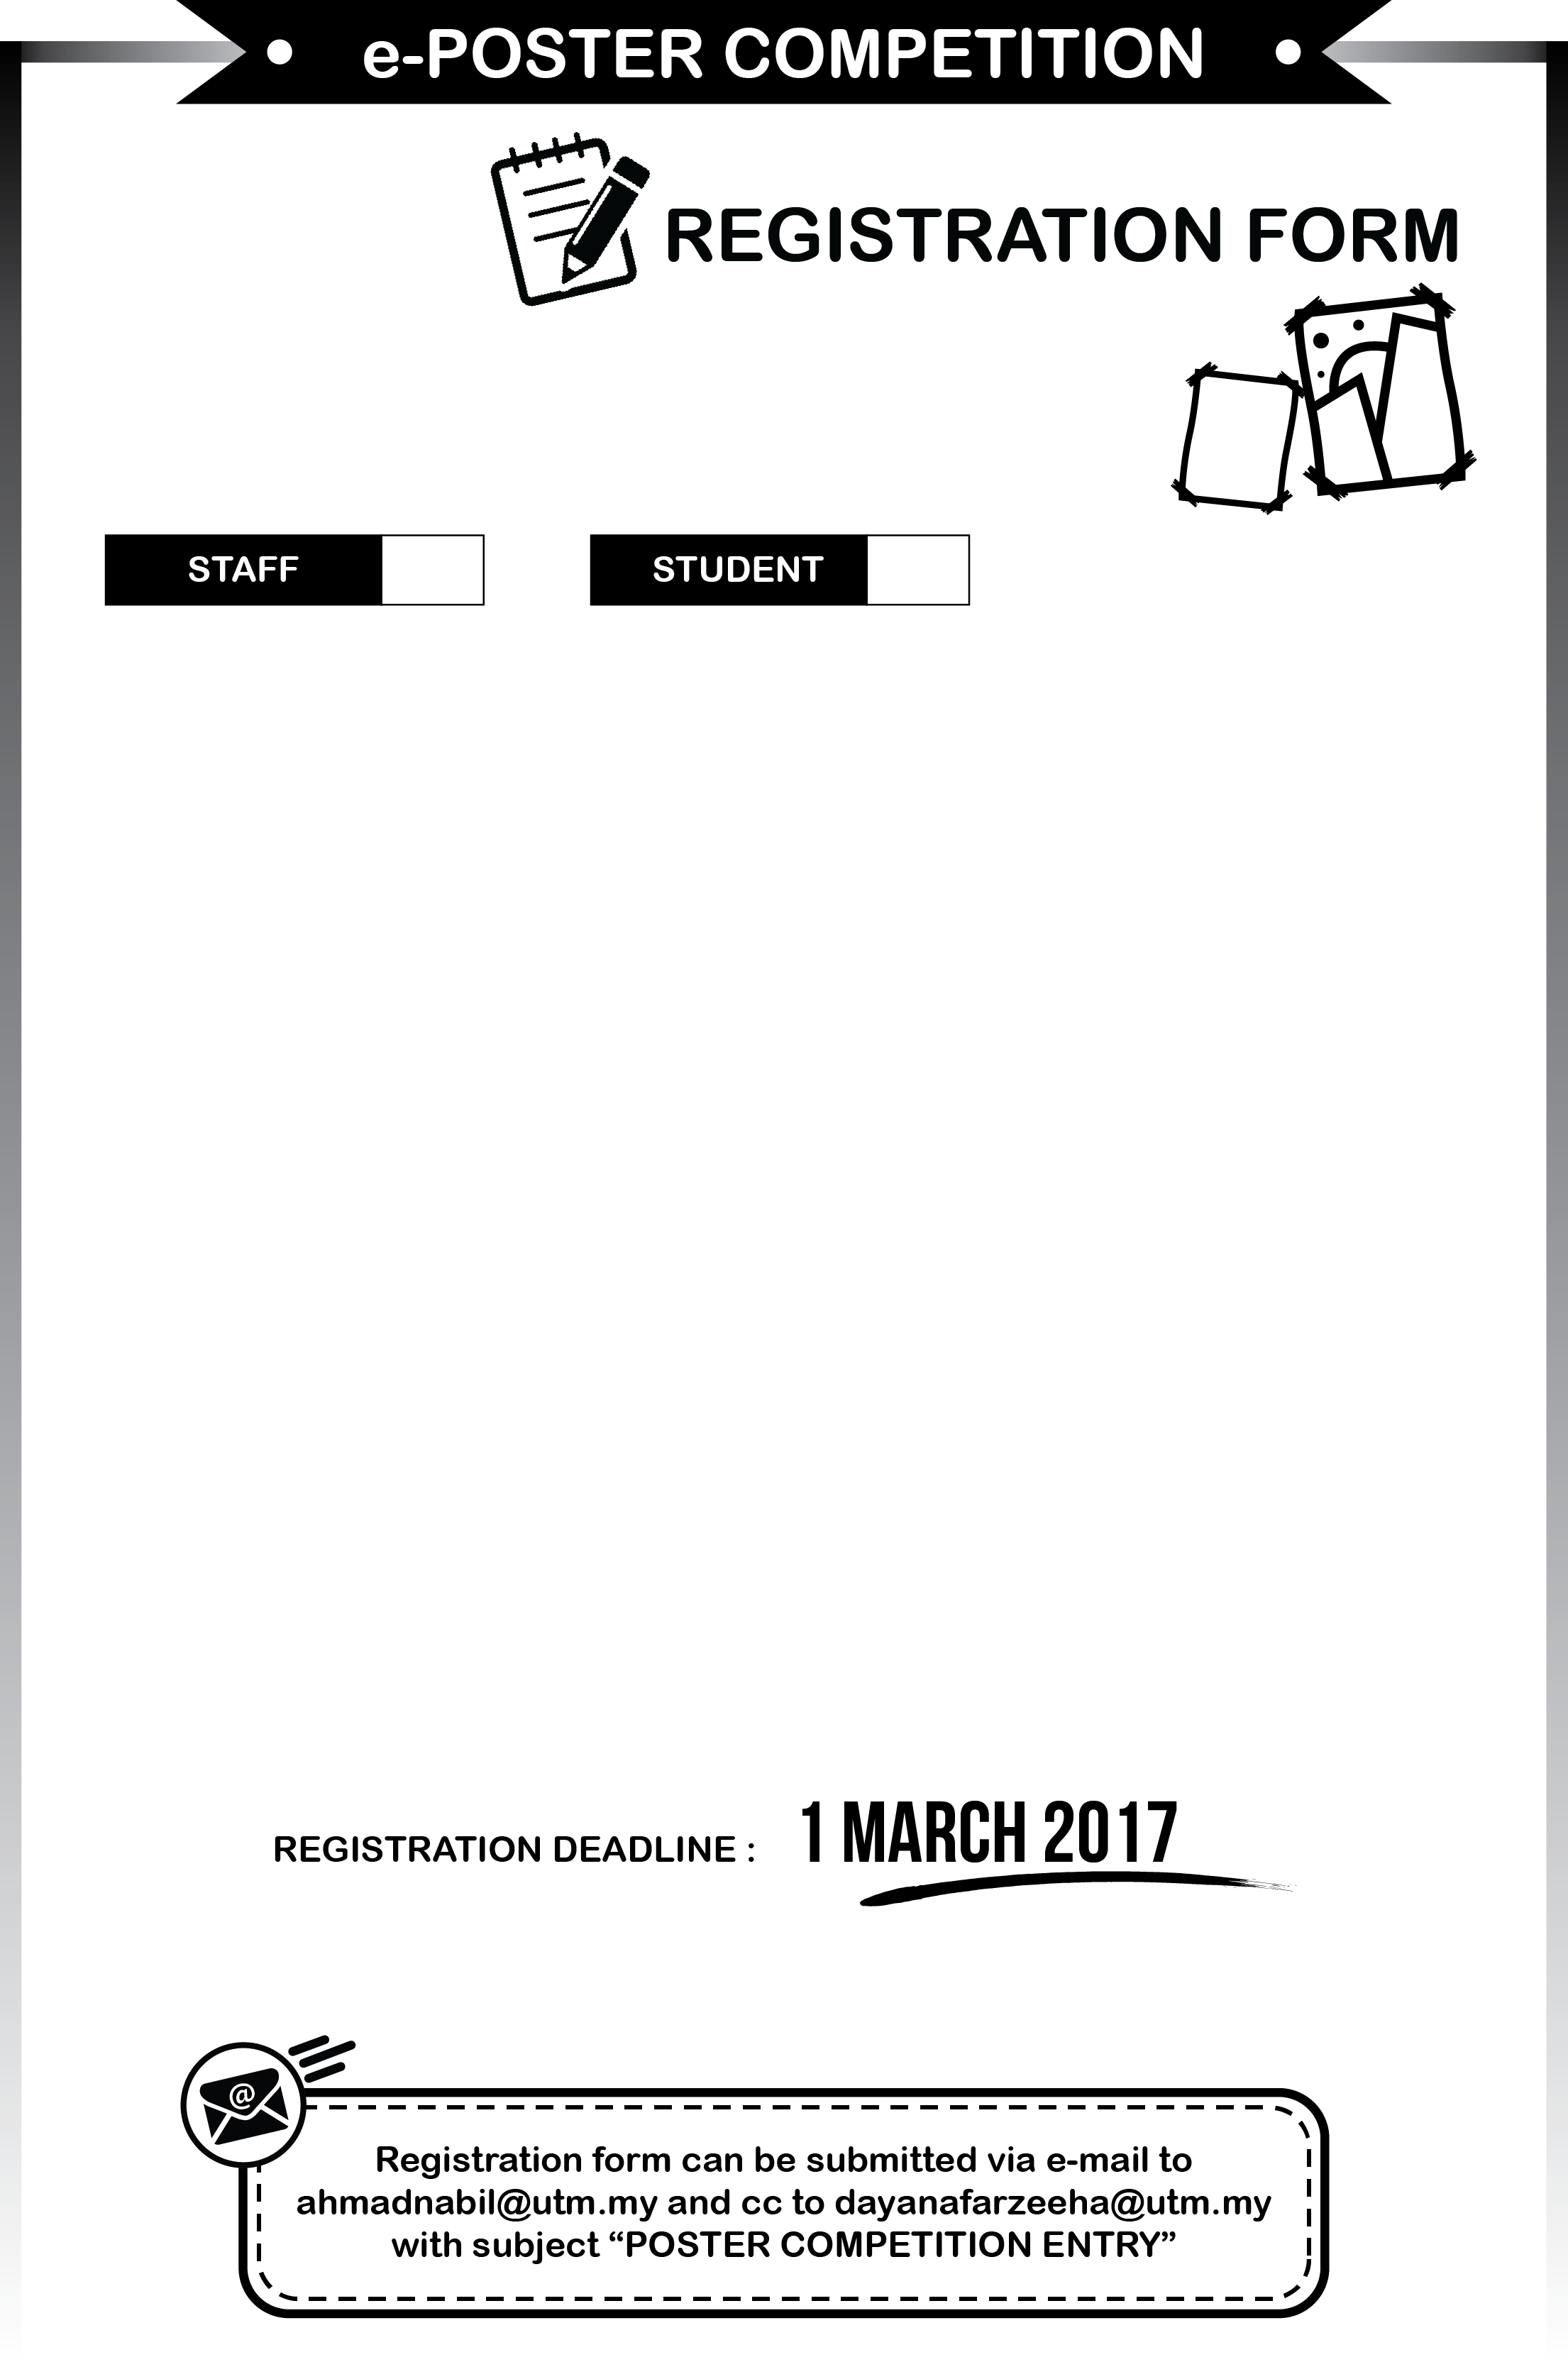 e-POSTER COMPETITION
REGISTRATION FORM
STAFF
STUDENT
REGISTRATION DEADLINE : 1 MARCH 2017
@
Registration form can be submitted via e-mail to
ahmadnabil@utm.my and cc to dayanafarzeeha@utm.my
with subject “POSTER COMPETITION ENTRY”